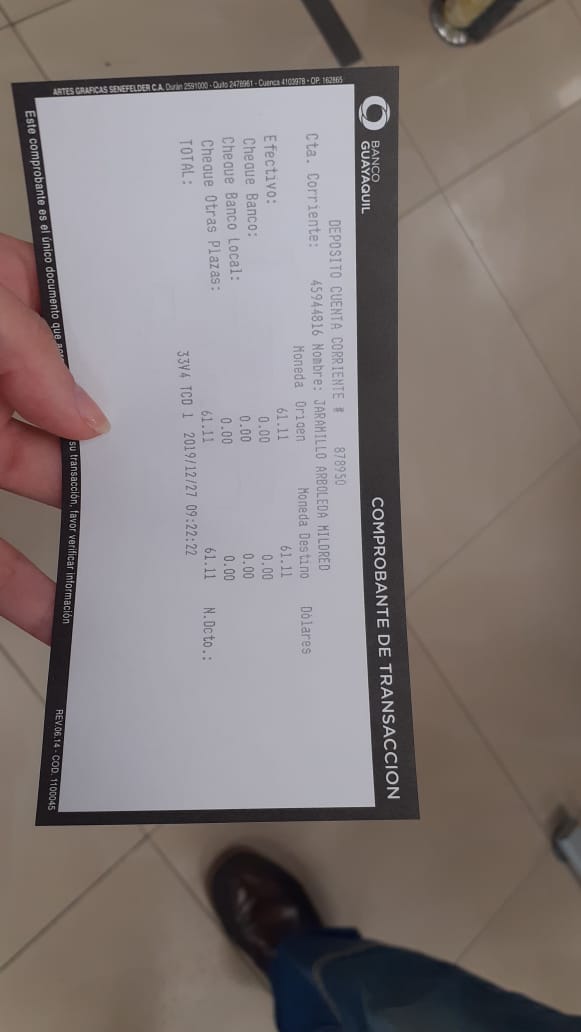 BANCO
GUAYAQUIL
COMPROBANTE DE TRANSACCION
DEPOSITO CUENTA CORRIENTE # 878950
Cta. Corriente: 45944816 Nombre: JARAMILLO ARBOLEDA MILDRED
Moneda Origen Moneda Destino Dólares
Efectivo: 61.11 61.11
Cheque Banco: 0.00 0.00
Cheque Banco Local: 0.00 0.00
Cheque Otras Plazas: 0.00 0.00
TOTAL: 61.11 61.11 N.Dcto.:
33V4 TCD 1 2019/12/27 09:22:22
Este comprobante es el único documento que su transacción, favor verificar información
REV.06.14 - COD. 1100045
ARTES GRAFICAS SENEFELDER C.A.